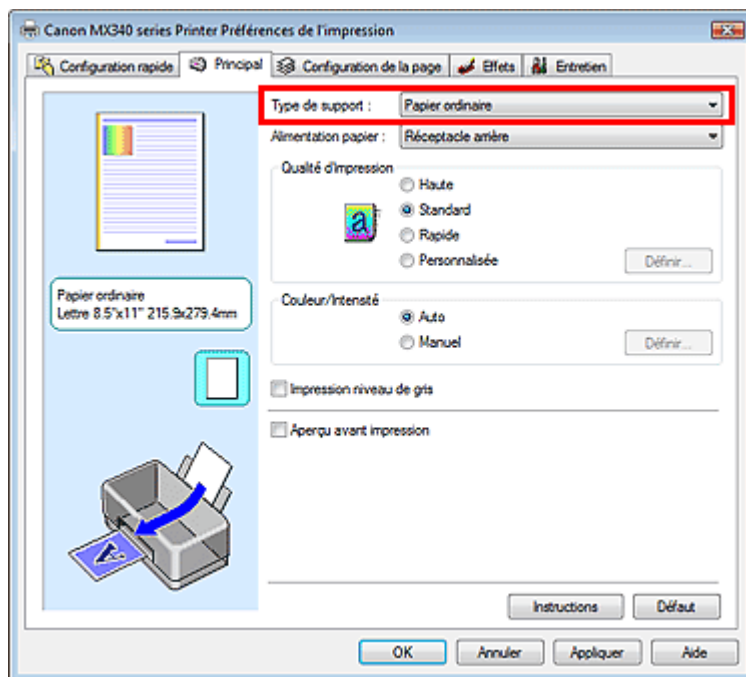 Canon MX340 series Printer Préférences de l'impression
Configuration rapide Principal Configuration de la page Effets Entretien
Type de support : Papier ordinaire
Alimentation papier : Réceptacle arrière
Qualité d'impression
Haute
a Standard
Rapide
Personnalisée Définir...
Papier ordinaire
Lettre 8.5"x11" 215.9x279.4mm
Couleur/Intensité
Auto
Manuel Définir...
Impression niveau de gris
Aperçu avant impression
A
Instructions Défaut
OK Annuler Appliquer Aide